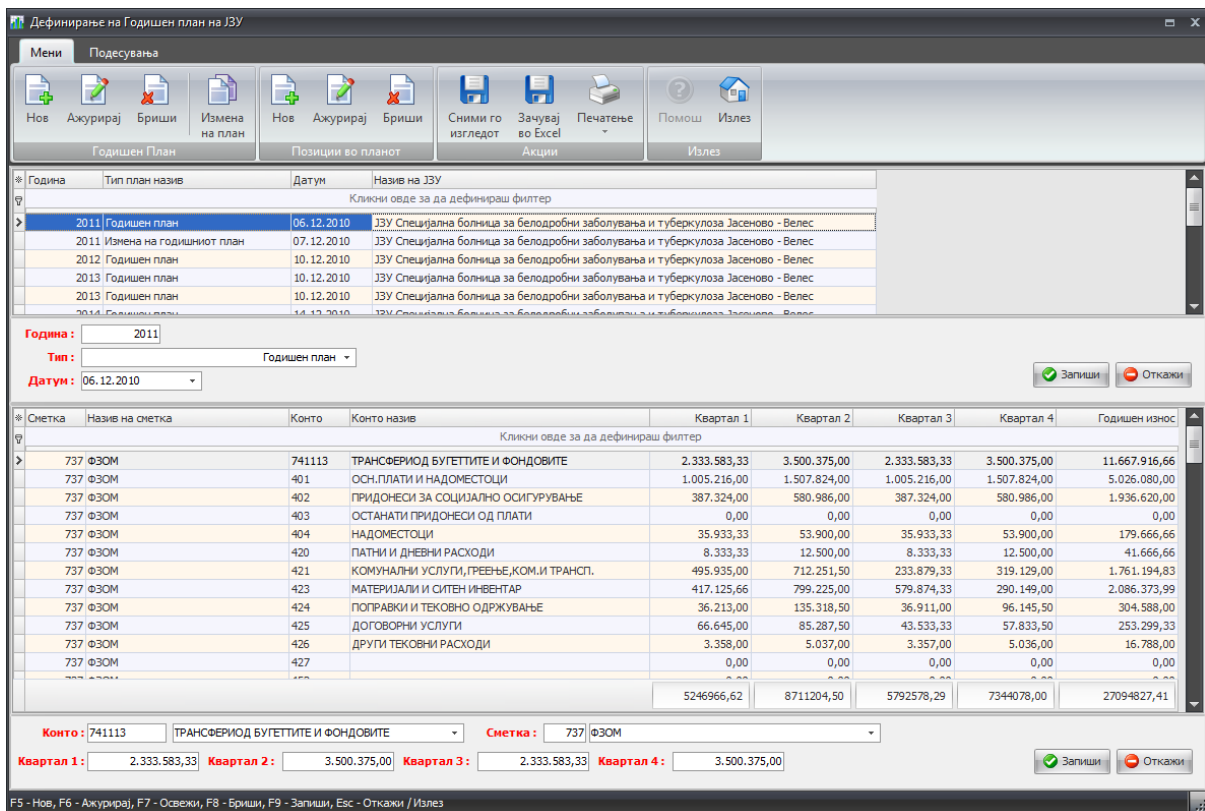 Дефинирање на Годишен план на ЈЗУ
Мени Подесувања
Нов Ажурирај Бриши Измена на план Нов Ажурирај Бриши Сними го изгледот Зачувај во Excel Печатење Помош Излез
Годишен План Позиции во планот Акции Излез
Година Тип план назив Датум Назив на ЈЗУ
Кликни овде за да дефинираш филтер
2011 Годишен план 06.12.2010 ЈЗУ Специјална болница за белодробни заболувања и туберкулоза Јасеново - Велес
2011 Измена на годишниот план 07.12.2010 ЈЗУ Специјална болница за белодробни заболувања и туберкулоза Јасеново - Велес
2012 Годишен план 10.12.2010 ЈЗУ Специјална болница за белодробни заболувања и туберкулоза Јасеново - Велес
2013 Годишен план 10.12.2010 ЈЗУ Специјална болница за белодробни заболувања и туберкулоза Јасеново - Велес
2013 Годишен план 10.12.2010 ЈЗУ Специјална болница за белодробни заболувања и туберкулоза Јасеново - Велес
2014 Годишен план 14.12.2010 ЈЗУ Специјална болница за белодробни заболувања и туберкулоза Јасеново - Велес
Година : 2011
Тип : Годишен план
Датум : 06.12.2010
Запиши Откажи
Сметка Назив на сметка Конто Конто назив Квартал 1 Квартал 2 Квартал 3 Квартал 4 Годишен износ
Кликни овде за да дефинираш филтер
737 ФЗОМ 741113 ТРАНСФЕРИОД БУГЕТТИТЕ И ФОНДОВИТЕ 2.333.583,33 3.500.375,00 2.333.583,33 3.500.375,00 11.667.916,66
737 ФЗОМ 401 ОСН.ПЛАТИ И НАДОМЕСТОЦИ 1.005.216,00 1.507.824,00 1.005.216,00 1.507.824,00 5.026.080,00
737 ФЗОМ 402 ПРИДОНЕСИ ЗА СОЦИЈАЛНО ОСИГУРУВАЊЕ 387.324,00 580.986,00 387.324,00 580.986,00 1.936.620,00
737 ФЗОМ 403 ОСТАНАТИ ПРИДОНЕСИ ОД ПЛАТИ 0,00 0,00 0,00 0,00 0,00
737 ФЗОМ 404 НАДОМЕСТОЦИ 35.933,33 53.900,00 35.933,33 53.900,00 179.666,66
737 ФЗОМ 420 ПАТНИ И ДНЕВНИ РАСХОДИ 8.333,33 12.500,00 8.333,33 12.500,00 41.666,66
737 ФЗОМ 421 КОМУНАЛНИ УСЛУГИ,ГРЕЕЊЕ,КОМ.И ТРАНСП. 495.935,00 712.251,50 233.879,33 319.129,00 1.761.194,83
737 ФЗОМ 423 МАТЕРИЈАЛИ И СИТЕН ИНВЕНТАР 417.125,66 799.225,00 579.874,33 290.149,00 2.086.373,99
737 ФЗОМ 424 ПОПРАВКИ И ТЕКОВНО ОДРЖУВАЊЕ 36.213,00 135.318,50 36.911,00 96.145,50 304.588,00
737 ФЗОМ 425 ДОГОВОРНИ УСЛУГИ 66.645,00 85.287,50 43.533,33 57.833,50 253.299,33
737 ФЗОМ 426 ДРУГИ ТЕКОВНИ РАСХОДИ 3.358,00 5.037,00 3.357,00 5.036,00 16.788,00
737 ФЗОМ 427 0,00 0,00 0,00 0,00 0,00
5246966,62 8711204,50 5792578,29 7344078,00 27094827,41
Конто : 741113 ТРАНСФЕРИОД БУГЕТТИТЕ И ФОНДОВИТЕ Сметка : 737 ФЗОМ
Квартал 1 : 2.333.583,33 Квартал 2 : 3.500.375,00 Квартал 3 : 2.333.583,33 Квартал 4 : 3.500.375,00
Запиши Откажи
F5 - Нов, F6 - Ажурирај, F7 - Освежи, F8 - Бриши, F9 - Запиши, Esc - Откажи / Излез